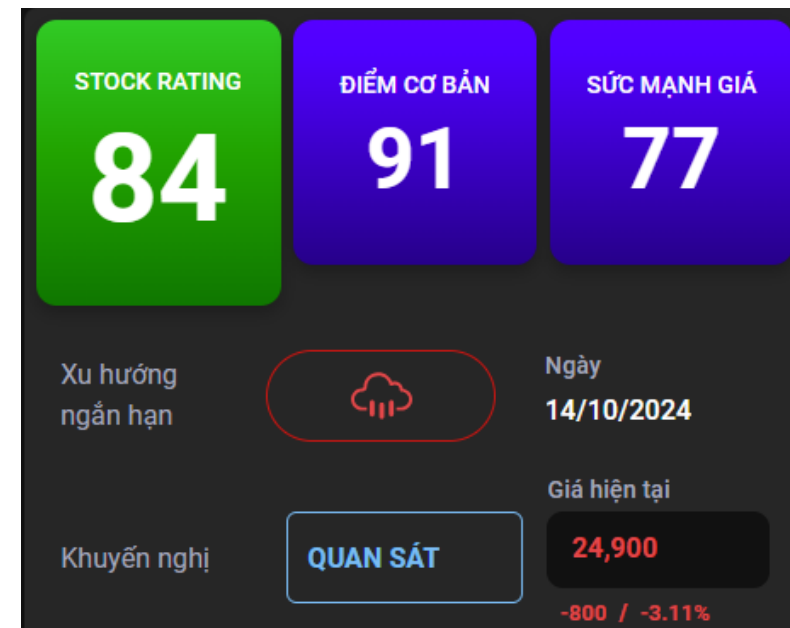 STOCK RATING
84
ĐIỂM CƠ BẢN
91
SỨC MẠNH GIÁ
77
Xu hướng
ngắn hạn
Ngày
14/10/2024
Khuyến nghị
QUAN SÁT
Giá hiện tại
24,900
-800 / -3.11%